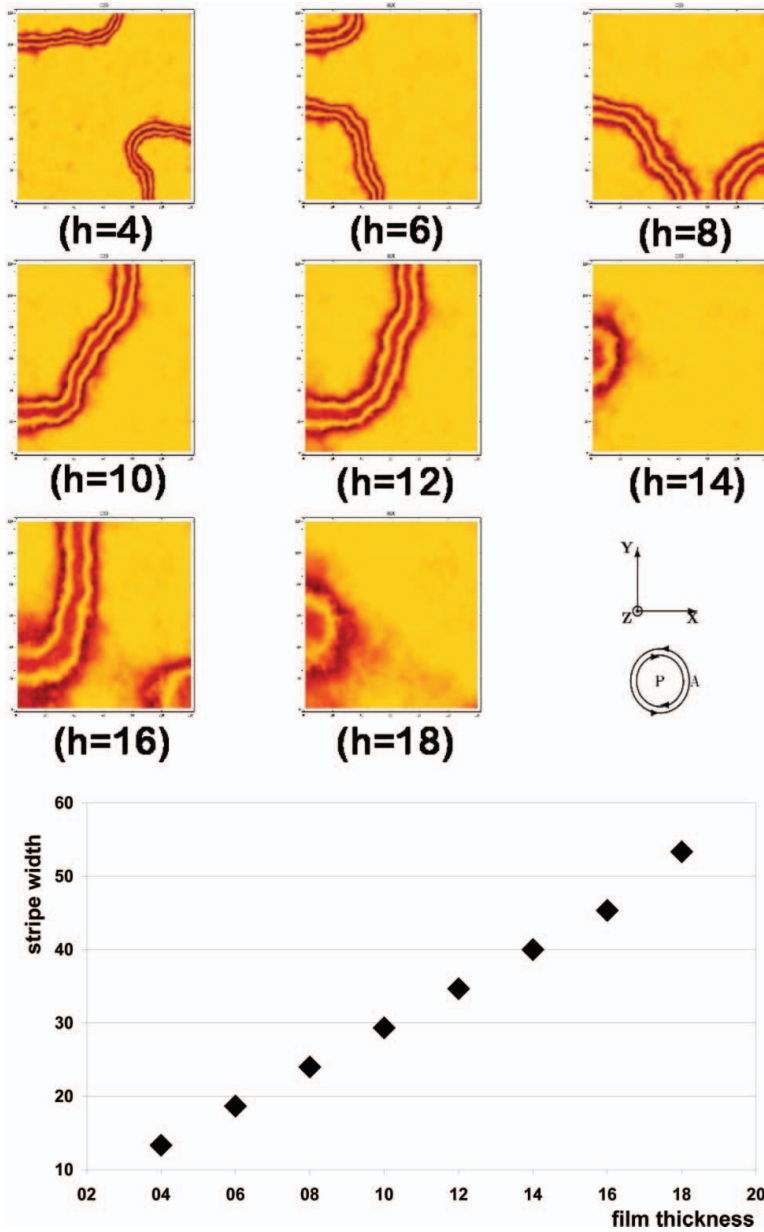 (h=4) (h=6) (h=8)
(h=10) (h=12) (h=14)
Y
Z X
P A
(h=16) (h=18)
60
50
40
30
20
10
stripe width
02 04 06 08 10 12 14 16 18 20
film thickness